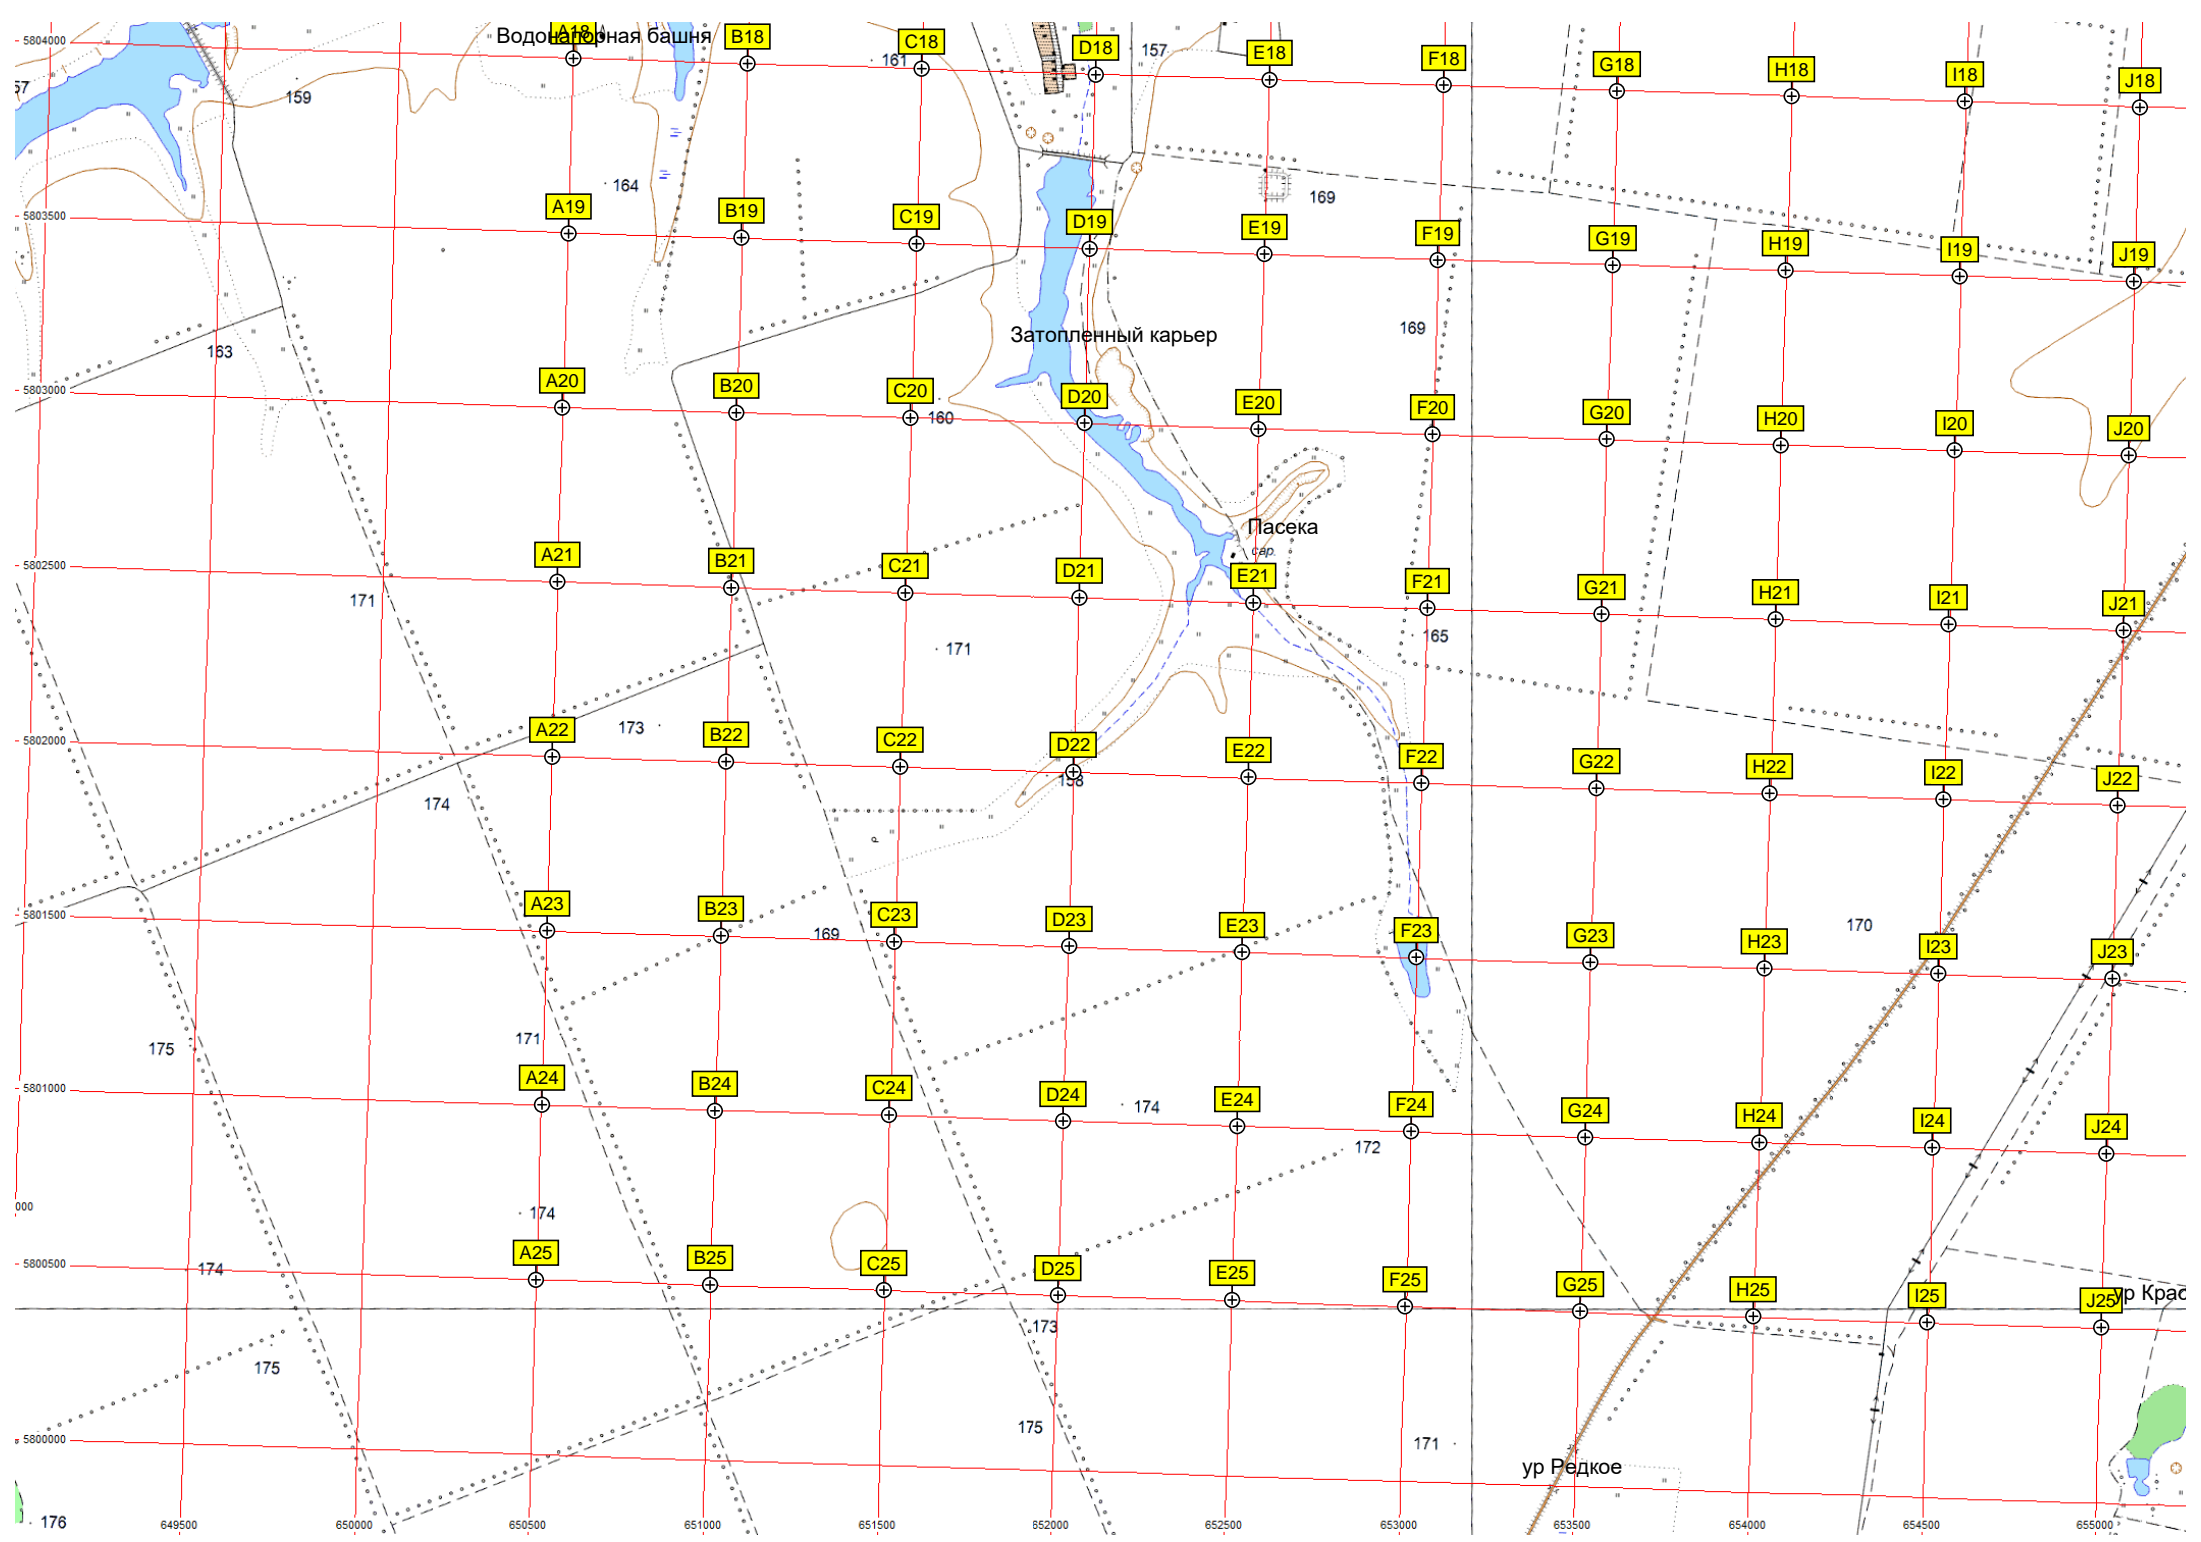 5804000
Водонапорная башня
A18
B18
C18
D18
E18
F18
G18
H18
I18
J18
157
161
57
159
164
169
5803500
A19
B19
C19
D19
E19
F19
G19
H19
I19
J19
163
Затопленный карьер
169
5803000
A20
B20
C20
D20
E20
F20
G20
H20
I20
J20
160
Пасека
сар.
5802500
A21
B21
C21
D21
E21
F21
G21
H21
I21
J21
171
171
165
5802000
A22
B22
C22
D22
E22
F22
G22
H22
I22
J22
173
158
174
Р
5801500
A23
B23
C23
D23
E23
F23
G23
H23
I23
J23
169
170
171
175
5801000
A24
B24
C24
D24
E24
F24
G24
H24
I24
J24
174
172
000
174
5800500
174
A25
B25
C25
D25
E25
F25
G25
H25
I25
J25
ур Крас
173
175
175
171
5800000
ур Редкое
176
649500
650000
650500
651000
651500
652000
652500
653000
653500
654000
654500
655000